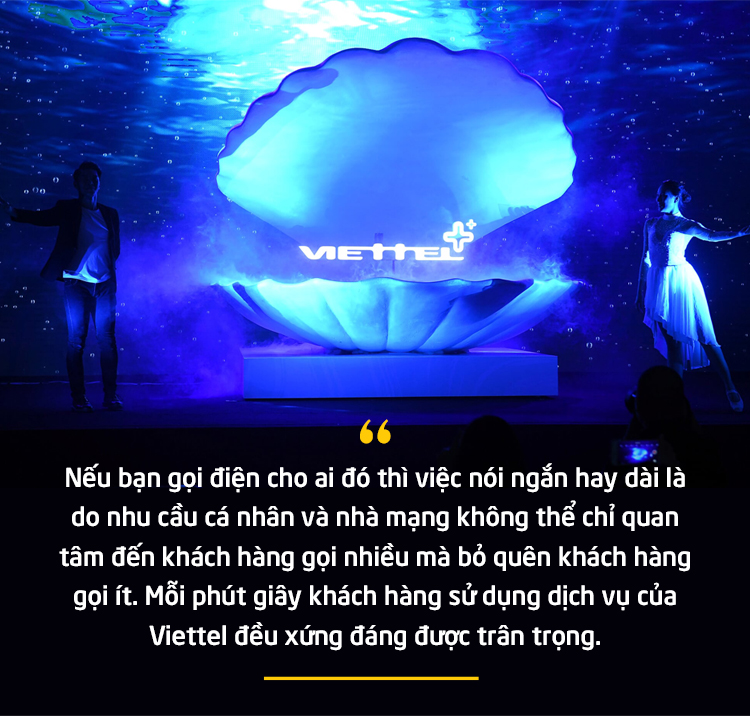 VIETTEL++
“
Nếu bạn gọi điện cho ai đó thì việc nói ngắn hay dài là
do nhu cầu cá nhân và nhà mạng không thể chỉ quan
tâm đến khách hàng gọi nhiều mà bỏ quên khách hàng
gọi ít. Mỗi phút giây khách hàng sử dụng dịch vụ của
Viettel đều xứng đáng được trân trọng.